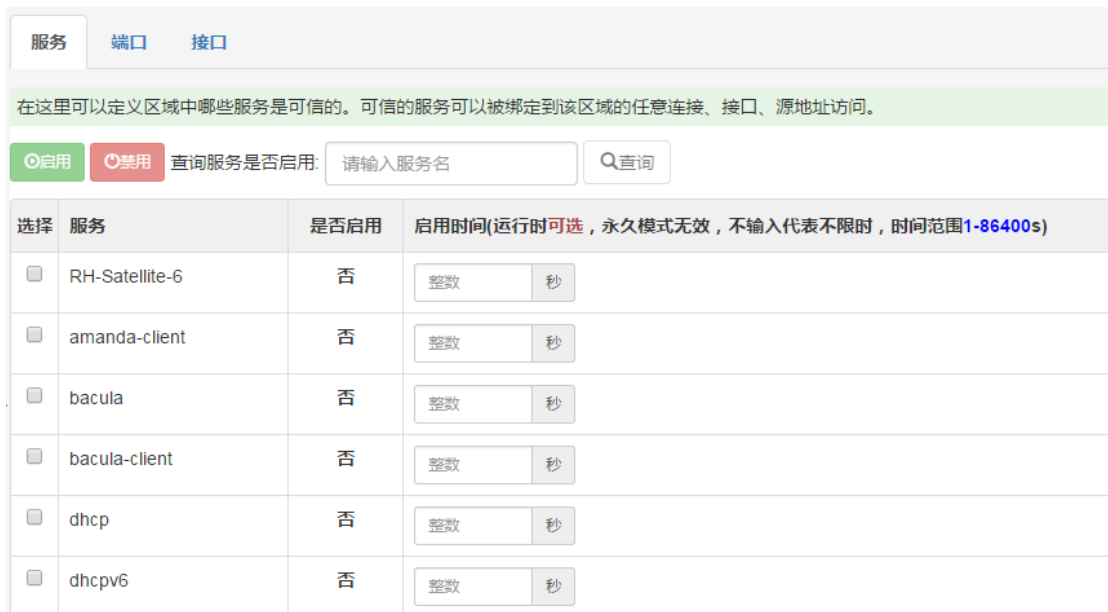 服务 端口 接口
在这里可以定义区域中哪些服务是可信的。可信的服务可以被绑定到该区域的任意连接、接口、源地址访问。
启用 禁用 查询服务是否启用: 请输入服务名 查询
选择 服务 是否启用 启用时间(运行时可选，永久模式无效，不输入代表不限时，时间范围1-86400s)
RH-Satellite-6 否 整数 秒
amanda-client 否 整数 秒
bacula 否 整数 秒
bacula-client 否 整数 秒
dhcp 否 整数 秒
dhcpv6 否 整数 秒